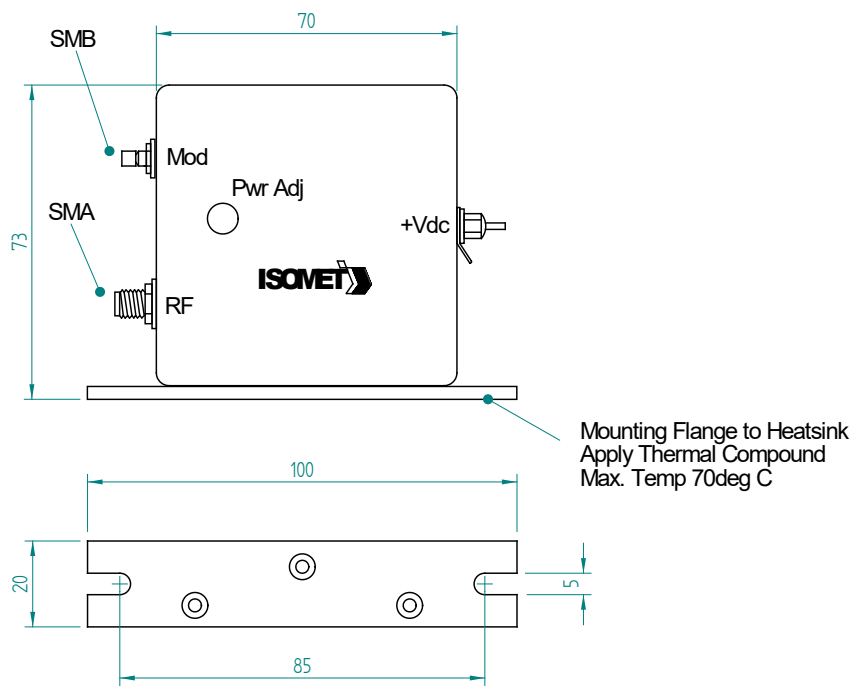 70
SMB
Mod
Pwr Adj
SMA
+Vdc
73
ISOMET
RF
Mounting Flange to Heatsink
Apply Thermal Compound
Max. Temp 70deg C
100
20
5
85